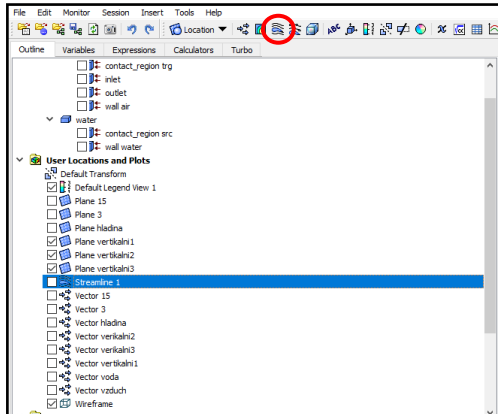 File Edit Monitor Session Insert Tools Help
Location
Outline Variables Expressions Calculators Turbo
contact_region trg
inlet
outlet
wall air
water
contact_region src
wall water
User Locations and Plots
Default Transform
Default Legend View 1
Plane 15
Plane 3
Plane hladina
Plane vertikalni1
Plane vertikalni2
Plane vertikalni3
Streamline 1
Vector 15
Vector 3
Vector hladina
Vector verikalni2
Vector verikalni3
Vector vertikalni1
Vector voda
Vector vzduch
Wireframe